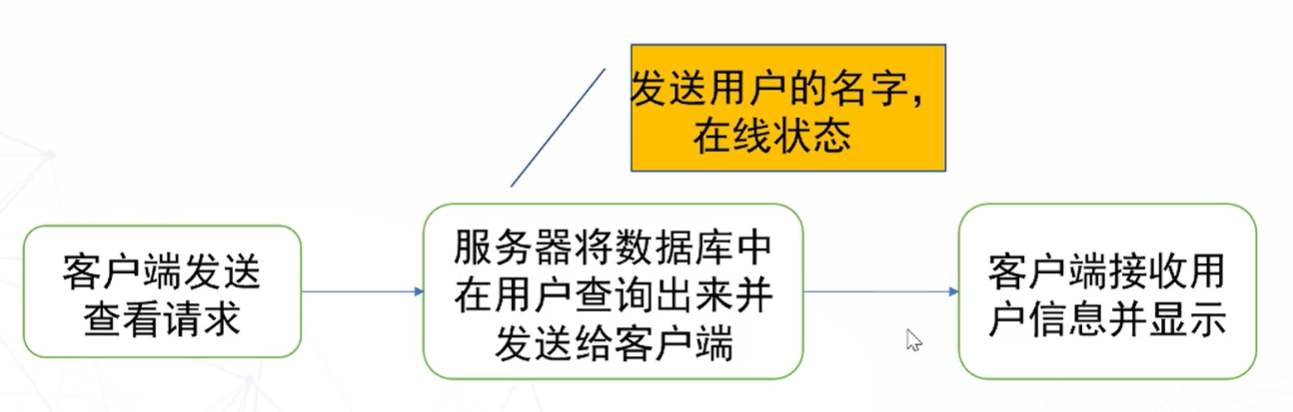 发送用户的名字，
在线状态
客户端发送
查看请求
服务器将数据库中
在用户查询出来并
发送给客户端
客户端接收用
户信息并显示